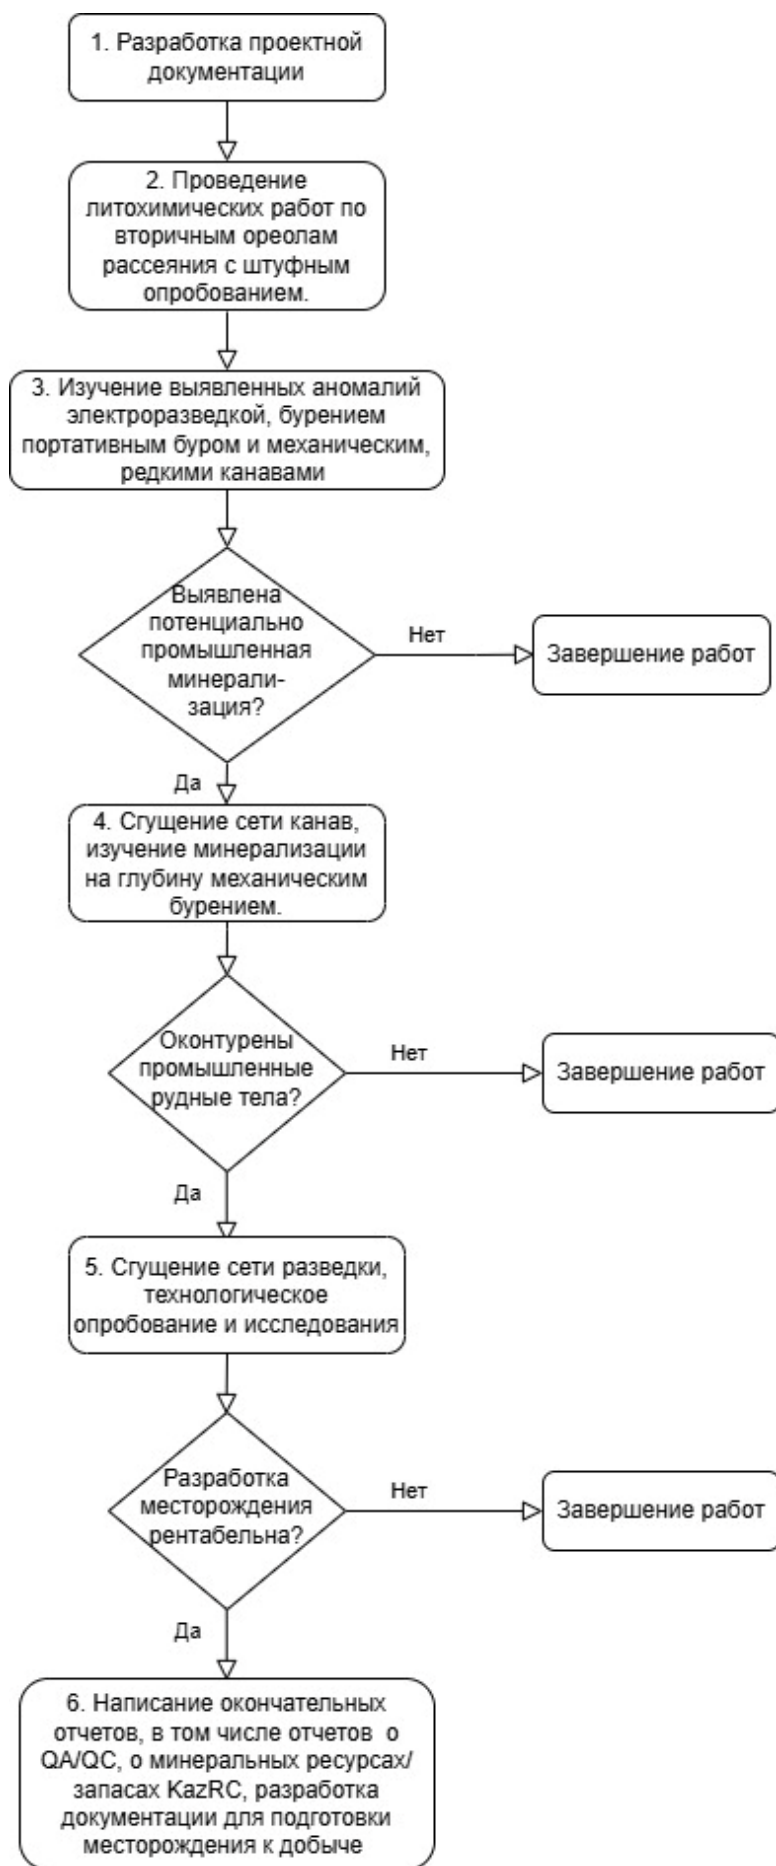 1. Разработка проектной
документации
2. Проведение
литохимических работ по
вторичным ореолам
рассеяния с штуфным
опробованием.
3. Изучение выявленных аномалий
электроразведкой, бурением
портативным буром и механическим,
редкими канавами
Выявлена
потенциально
промышленная
минерали-
зация?
Нет
Завершение работ
Да
4. Сгущение сети канав,
изучение минерализации
на глубину механическим
бурением.
Оконтурены
промышленные
рудные тела?
Нет
Завершение работ
Да
5. Сгущение сети разведки,
технологическое
опробование и исследования
Разработка
месторождения
рентабельна?
Нет
Завершение работ
Да
6. Написание окончательных
отчетов, в том числе отчетов о
QA/QC, о минеральных ресурсах/
запасах KazRC, разработка
документации для подготовки
месторождения к добыче